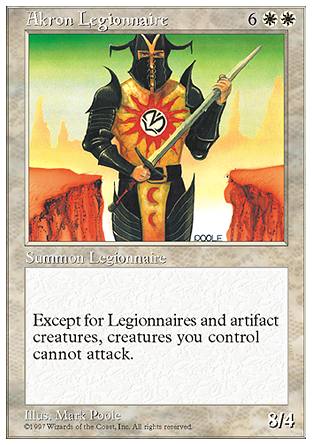 Akron Legionnaire 6
POOLE
Summon Legionnaire
Except for Legionnaires and artifact
creatures, creatures you control
cannot attack.
Illus. Mark Poole
©1997 Wizards of the Coast, Inc. All rights reserved.
8/4